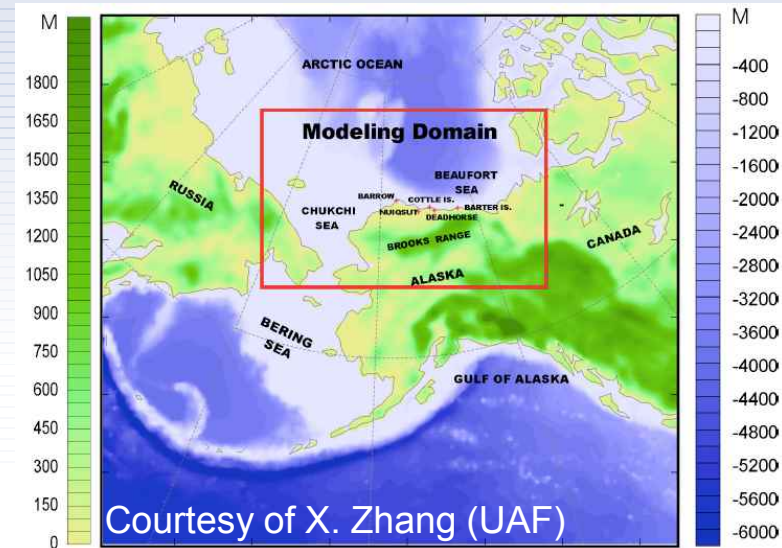 M
1800
1650
1500
1350
1200
1050
900
750
600
450
300
150
0
ARCTIC OCEAN
Modeling Domain
BEAUFORT
SEA
RUSSIA
BARROW
COTTLE IS.
BARTER IS.
CHUKCHI
SEA
NUIQSUT
DEADHORSE
BROOKS RANGE
CANADA
ALASKA
BERING
SEA
GULF OF ALASKA
Courtesy of X. Zhang (UAF)
M
-400
-800
-1200
-1600
-2000
-2400
-2800
-3200
-3600
-4000
-4400
-4800
-5200
-5600
-6000